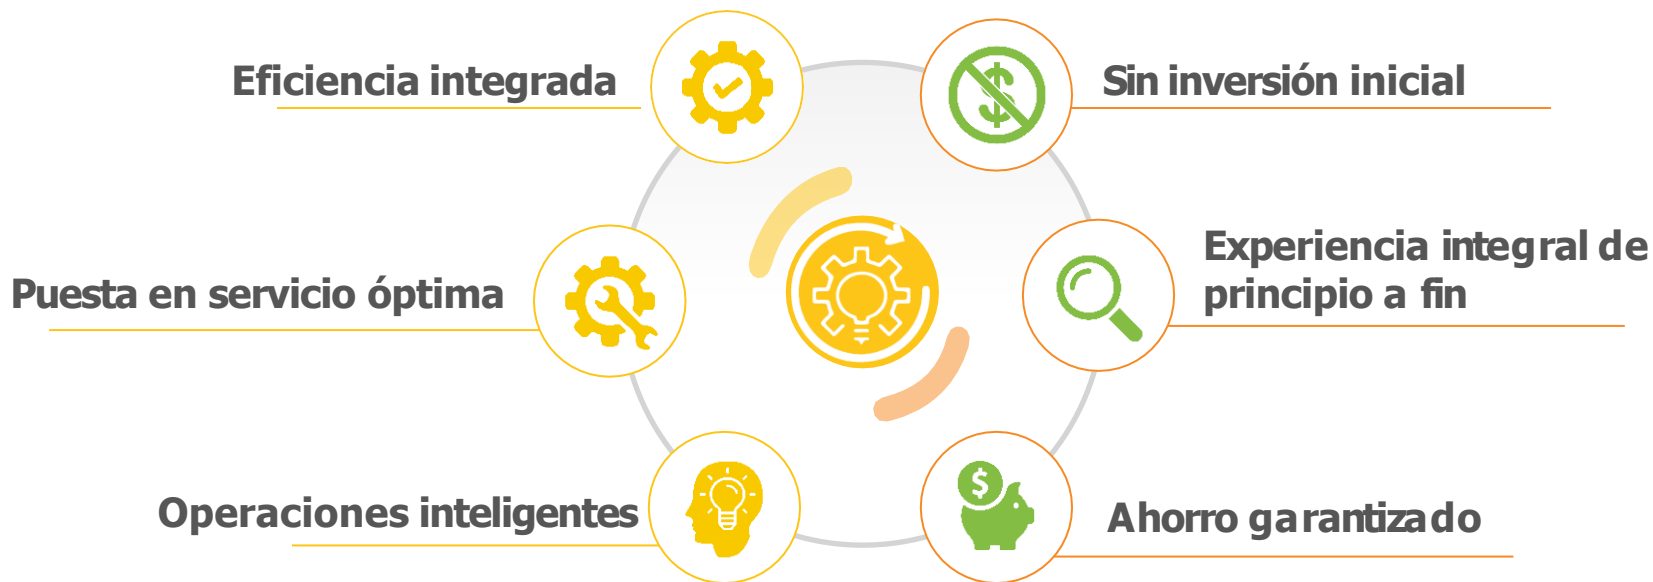 Eficiencia integrada
Sin inversión inicial
Puesta en servicio óptima
Experiencia integral de
principio a fin
Operaciones inteligentes
Ahorro garantizado